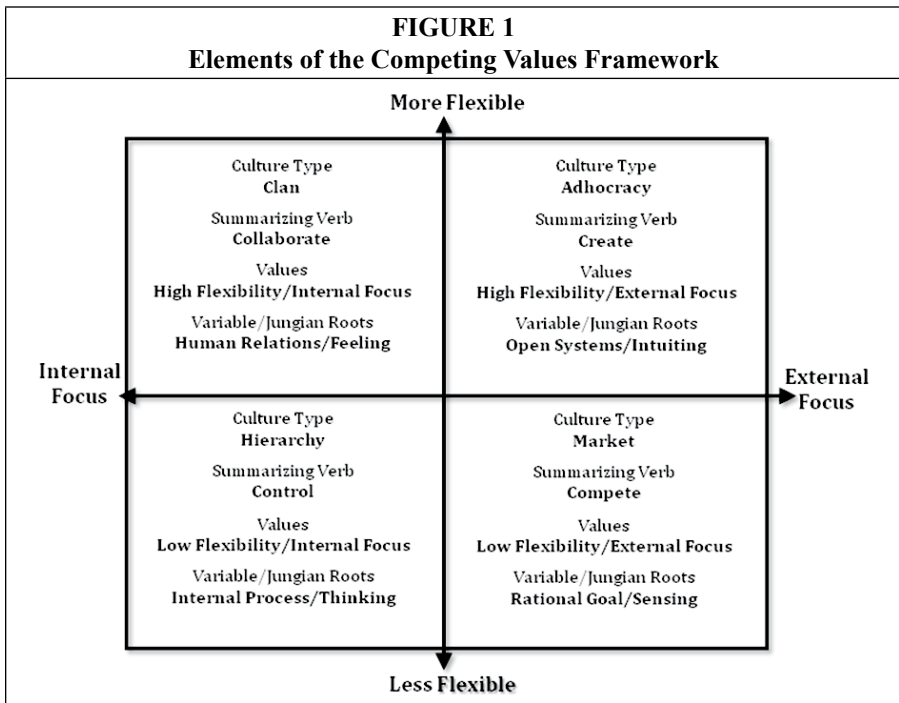 FIGURE 1
Elements of the Competing Values Framework
More Flexible
Culture Type
Clan
Summarizing Verb
Collaborate
Values
High Flexibility/Internal Focus
Variable/Jungian Roots
Human Relations/Feeling
Culture Type
Adhocracy
Summarizing Verb
Create
Values
High Flexibility/External Focus
Variable/Jungian Roots
Open Systems/Intuiting
Internal
Focus
External
Focus
Culture Type
Hierarchy
Summarizing Verb
Control
Values
Low Flexibility/Internal Focus
Variable/Jungian Roots
Internal Process/Thinking
Culture Type
Market
Summarizing Verb
Compete
Values
Low Flexibility/External Focus
Variable/Jungian Roots
Rational Goal/Sensing
Less Flexible